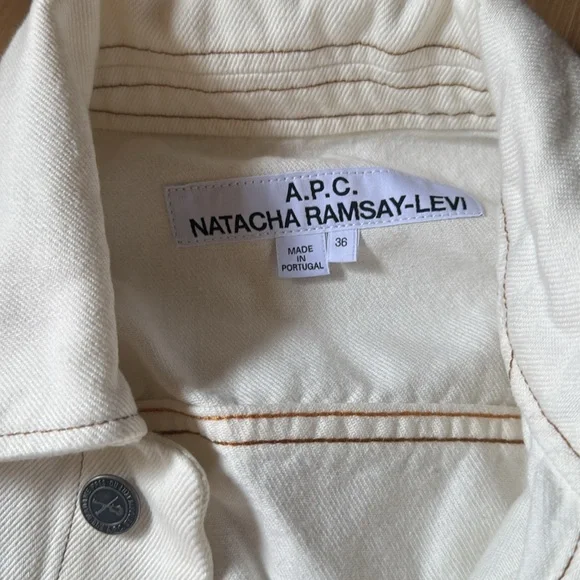 A.P.C.
NATACHA RAMSAY-LEVI
MADE
IN
PORTUGAL
36